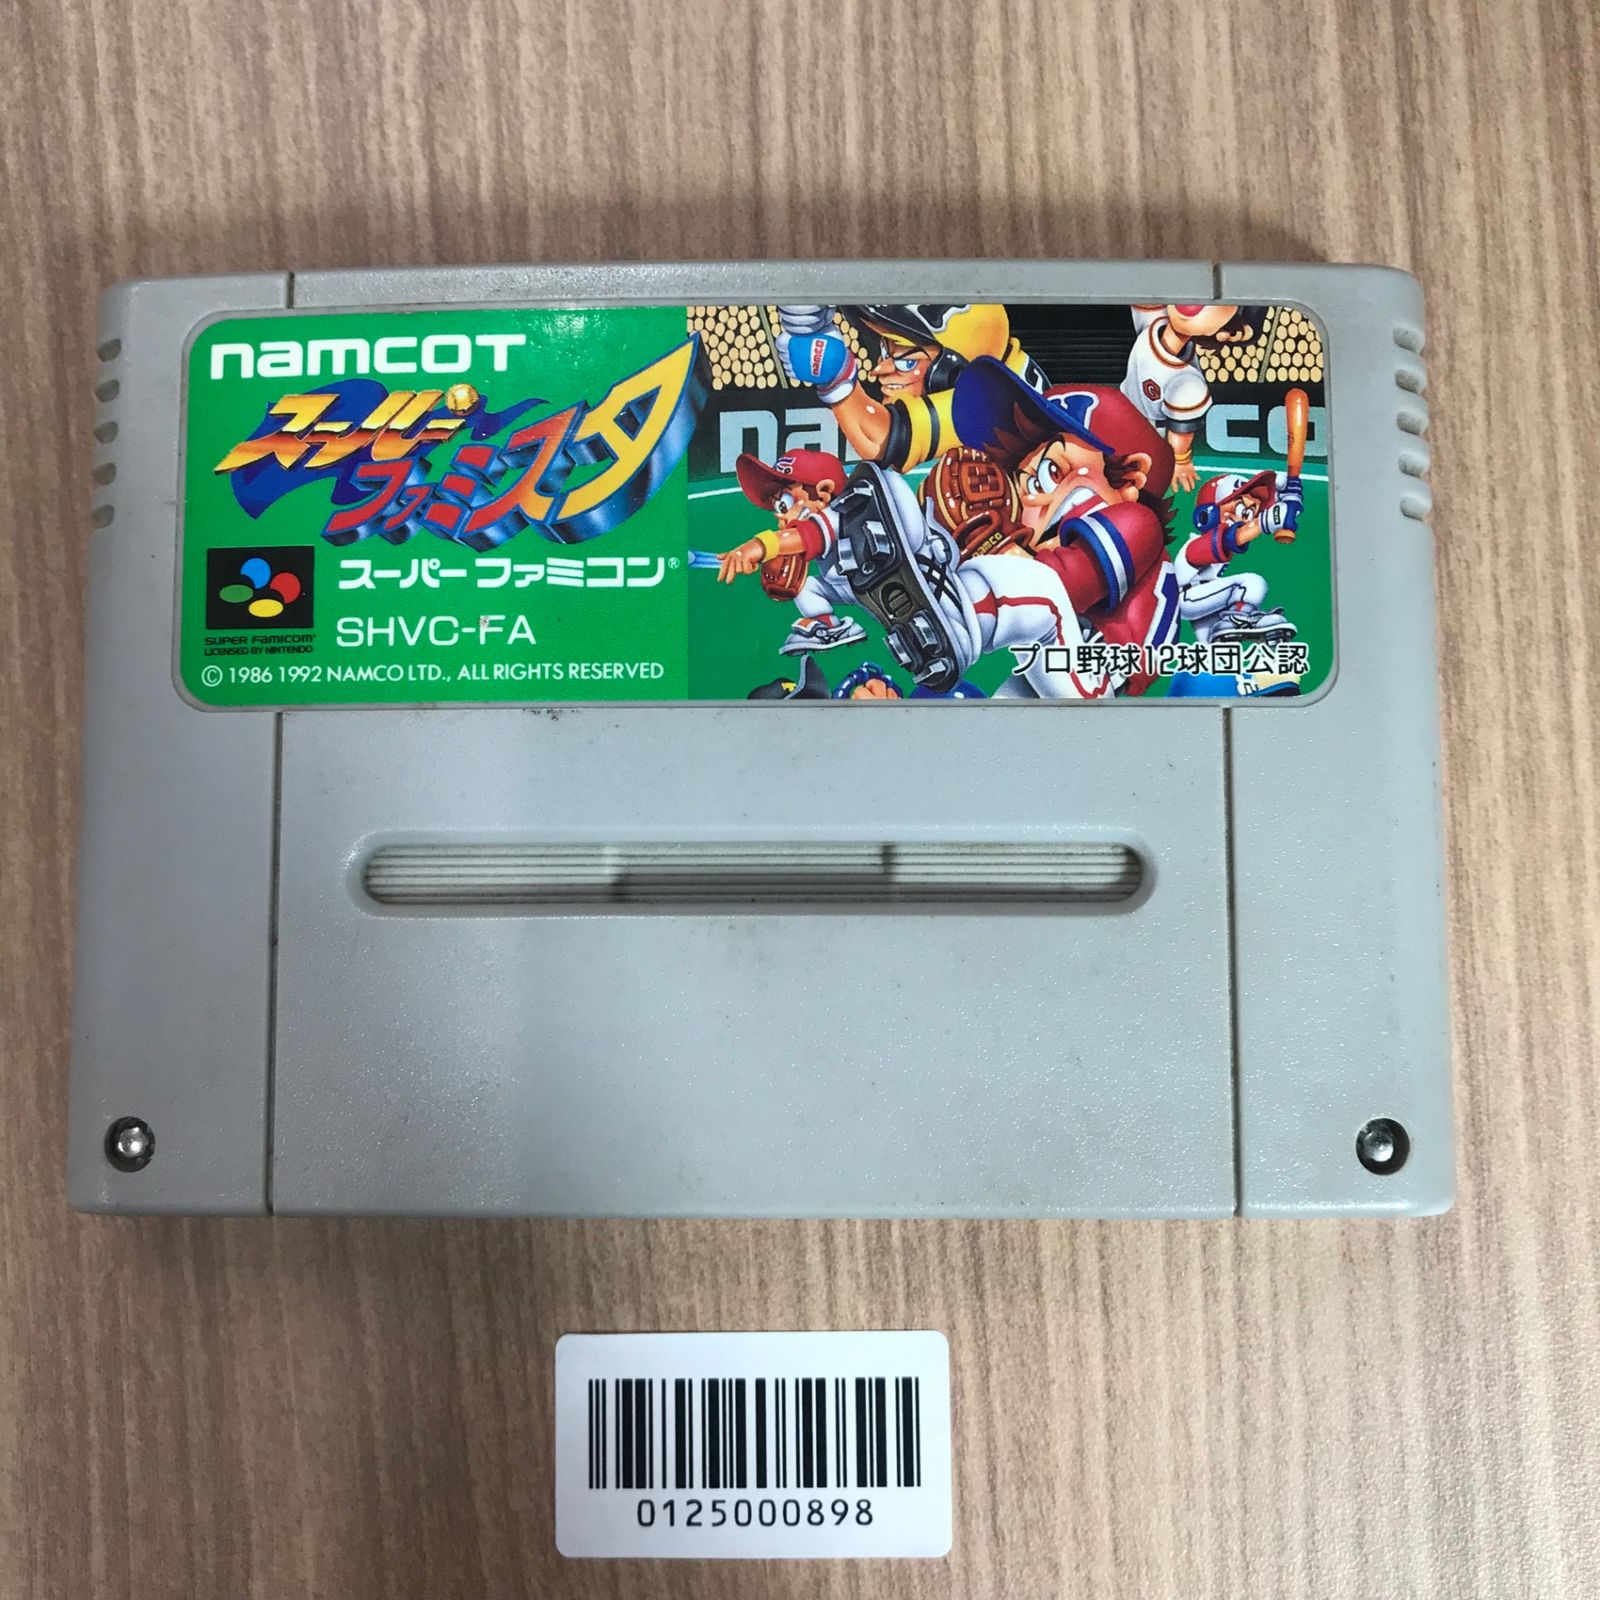 namcoT
スーパー
ファミスタ
スーパーファミコン®
SHVC-FA
SUPER FAMICOM
LICENSED BY NINTENDO
© 1986 1992 NAMCO LTD., ALL RIGHTS RESERVED
na
co
namco
プロ野球12球団公認
0125000898